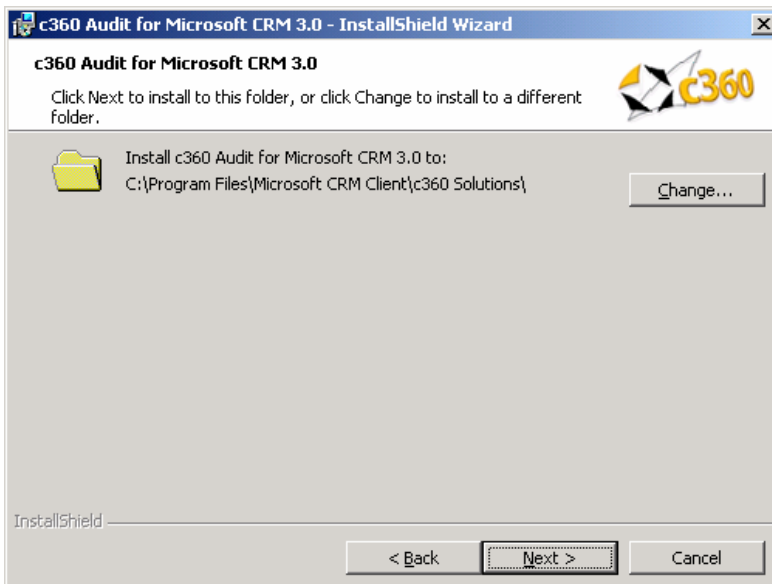 c360 Audit for Microsoft CRM 3.0 - InstallShield Wizard
c360 Audit for Microsoft CRM 3.0
Click Next to install to this folder, or click Change to install to a different
folder.
c360
Install c360 Audit for Microsoft CRM 3.0 to:
C:\Program Files\Microsoft CRM Client\c360 Solutions\
Change...
InstallShield
< Back
Next >
Cancel